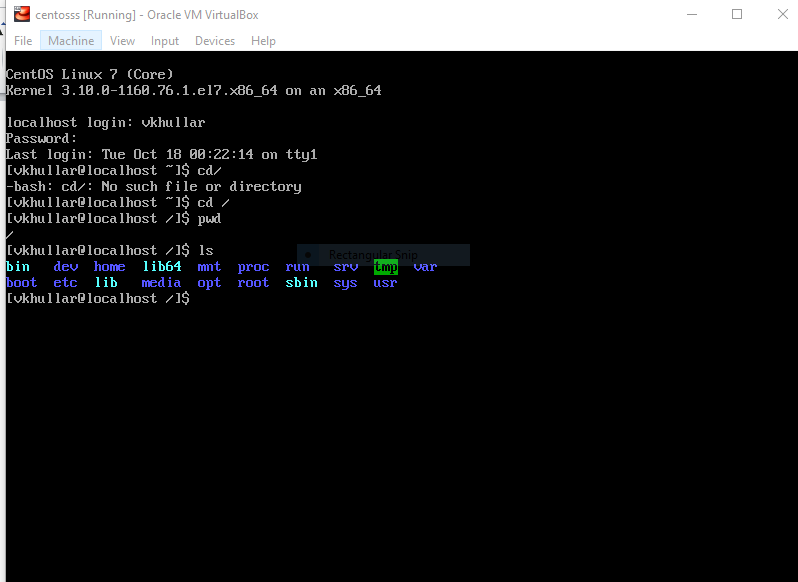 centosss [Running] - Oracle VM VirtualBox
File Machine View Input Devices Help
CentOS Linux 7 (Core)
Kernel 3.10.0-1160.76.1.el7.x86_64 on an x86_64
localhost login: vkhullar
Password:
Last login: Tue Oct 18 00:22:14 on tty1
[vkhullar@localhost ~]$ cd/
-bash: cd/: No such file or directory
[vkhullar@localhost ~]$ cd /
[vkhullar@localhost /]$ pwd
/
[vkhullar@localhost /]$ ls
Rectangular Snip
bin dev home lib64 mnt proc run srv tmp var
boot etc lib media opt root sbin sys usr
[vkhullar@localhost /]$